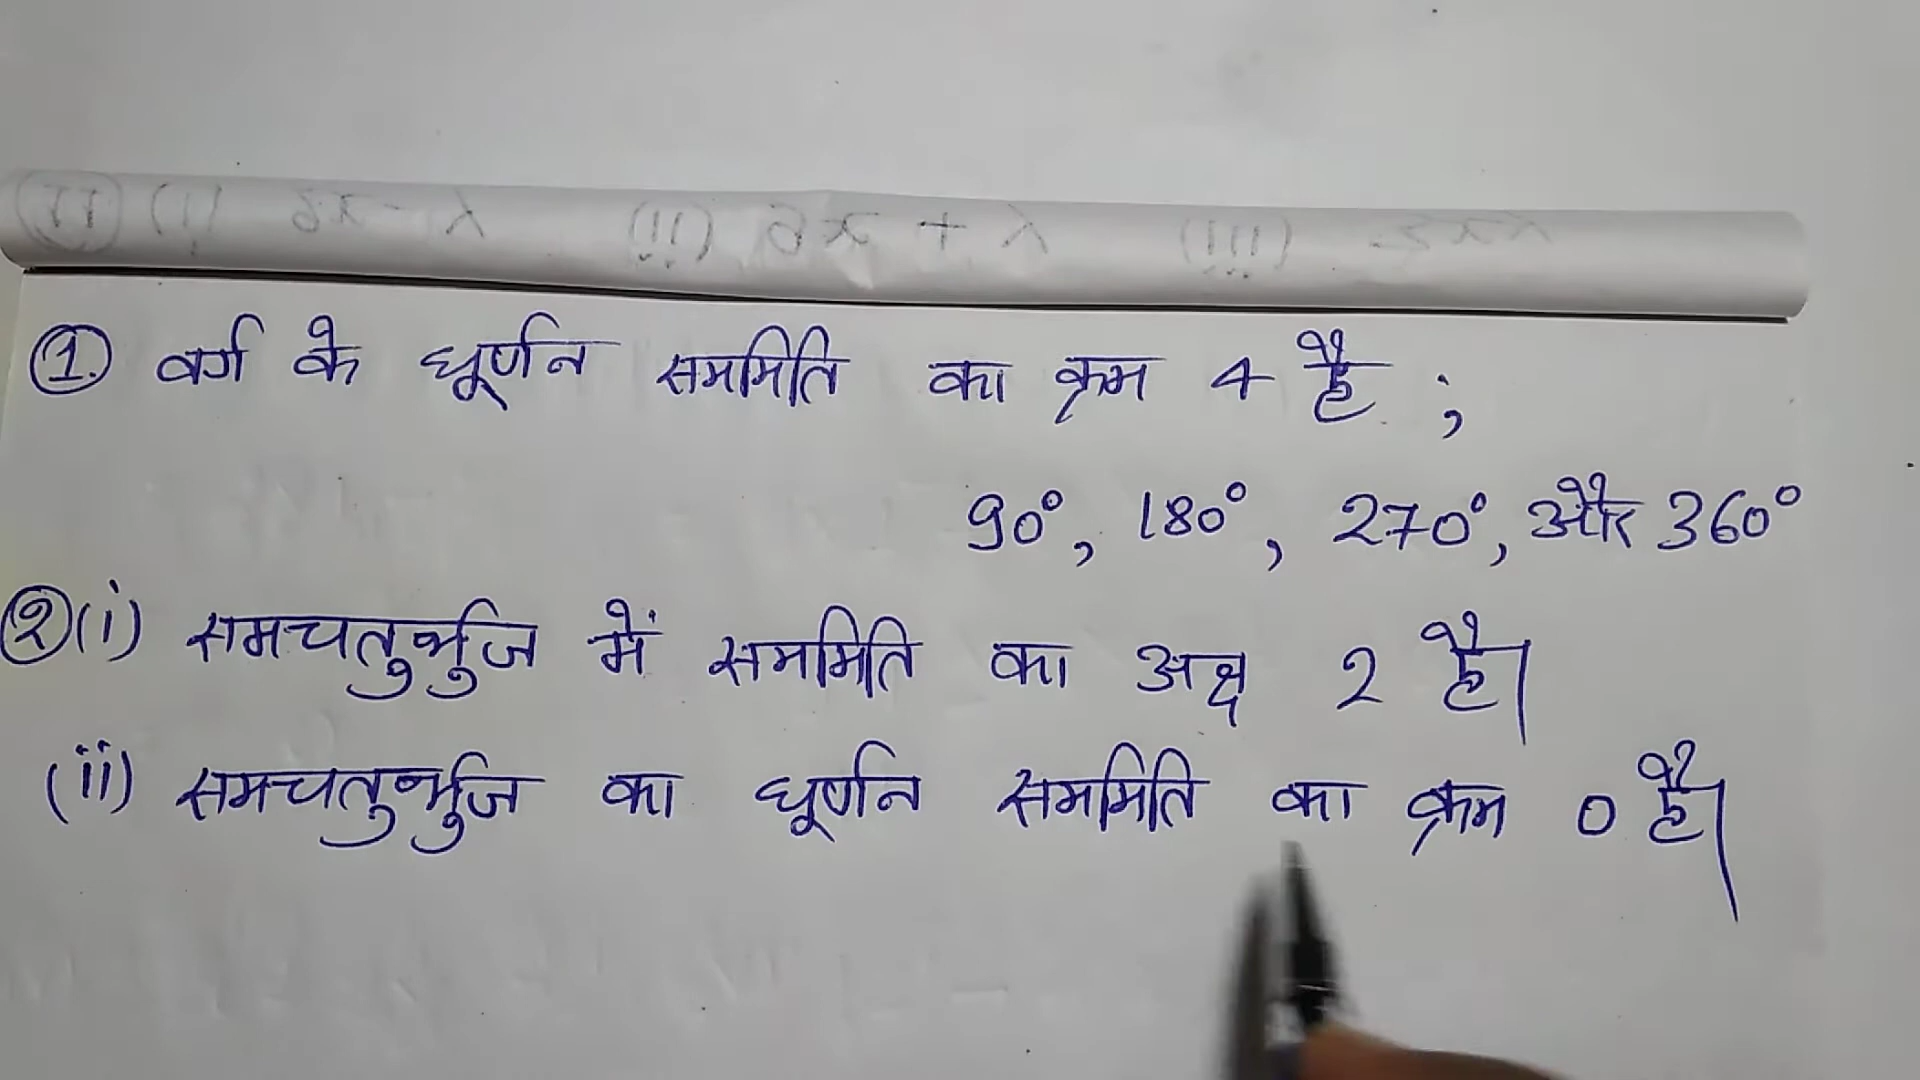 ① वर्ग के घूर्णन सममिति का क्रम 4 है ;
90°, 180°, 270°, और 360°
② (i) समचतुर्भुज में सममिति का अक्ष 2 है।
(ii) समचतुर्भुज का घूर्णन सममिति का क्रम 0 है।